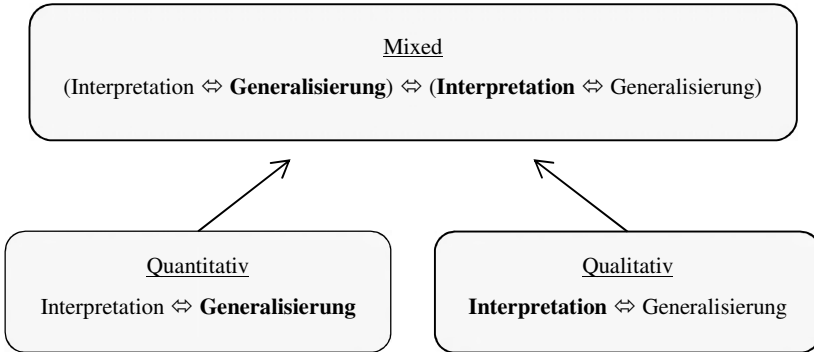 Mixed
(Interpretation ⬄ Generalisierung) ⬄ (Interpretation ⬄ Generalisierung)
Quantitativ
Interpretation ⬄ Generalisierung
Qualitativ
Interpretation ⬄ Generalisierung